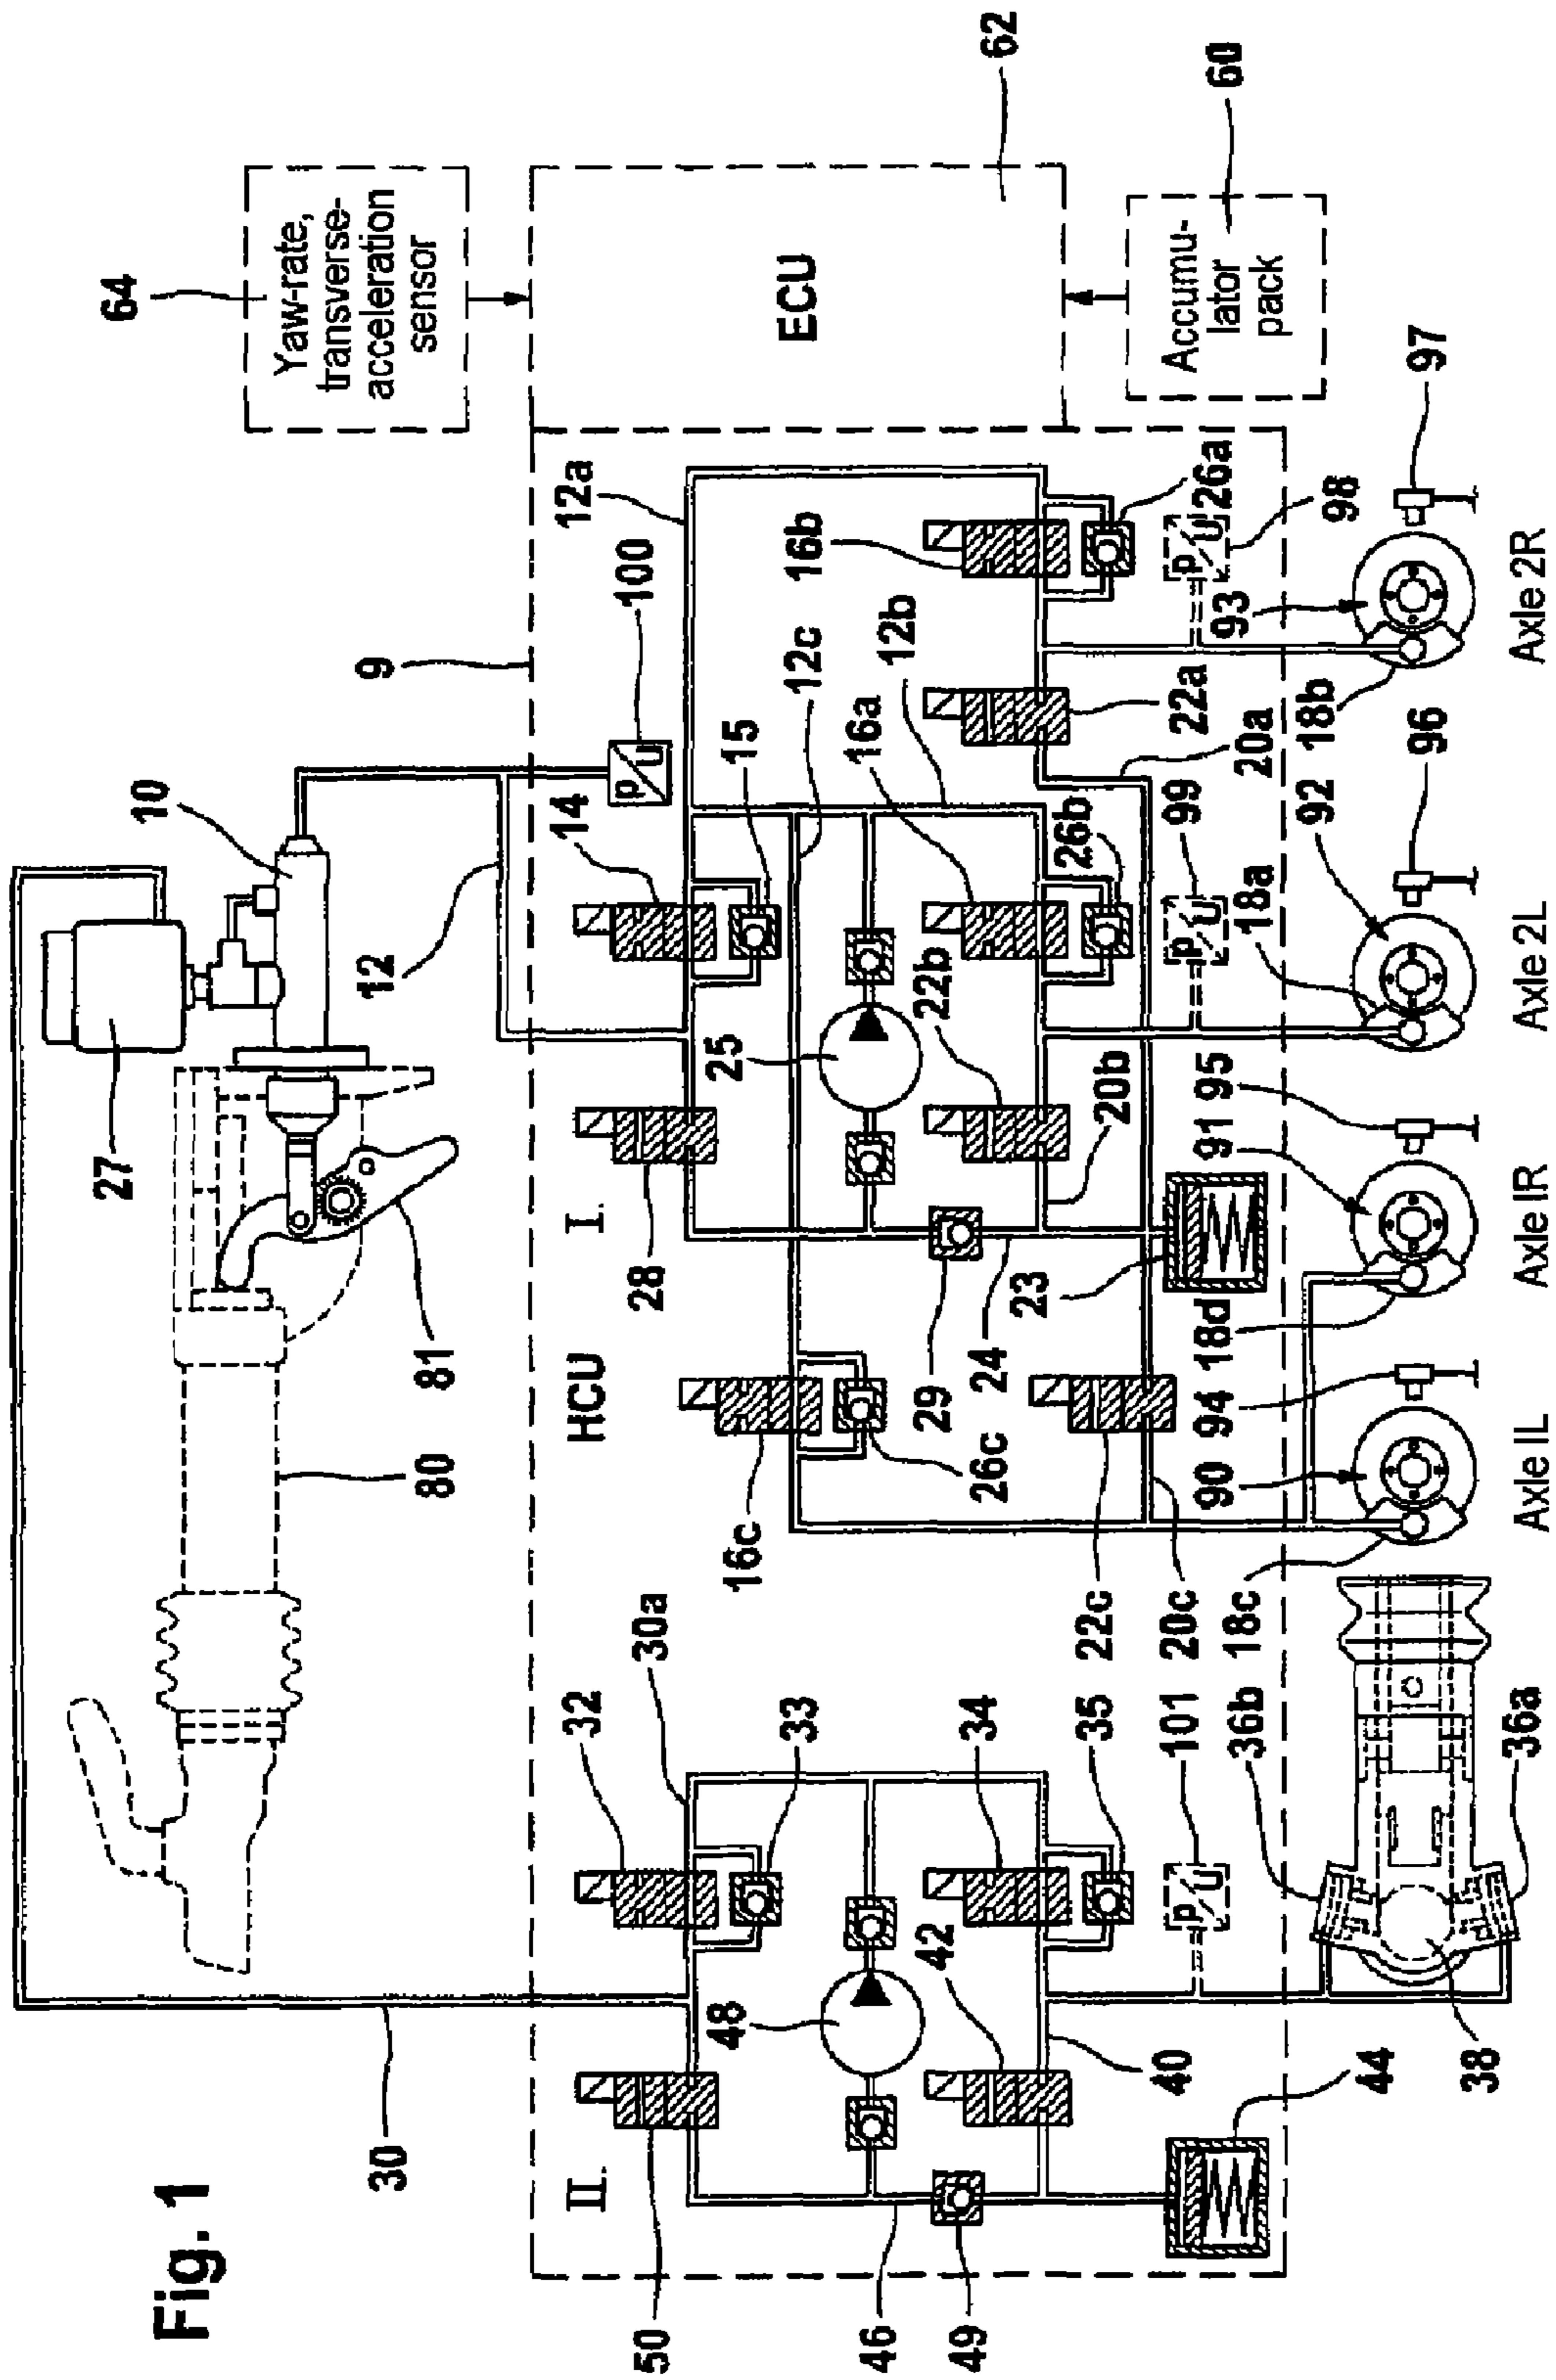 Fig. 1
27
10
64
Yaw-rate,
transverse-
acceleration
sensor
30
80
81
12
9
II.
32
HCU
I.
14
12a
50
30a
28
100
P
U
25
15
48
33
16c
12c
16b
ECU
16a
46
42
34
22b
12b
49
26c
29
24
62
23
26b
35
22c
20b
40
101
P
U
20c
99
P
U
22a
98
P
U
26a
Accumu-
lator
pack
60
94
18d
91
95
18a
20a
93
36b
18c
90
92
18b
44
38
36a
96
97
Axle 1L
Axle 1R
Axle 2L
Axle 2R